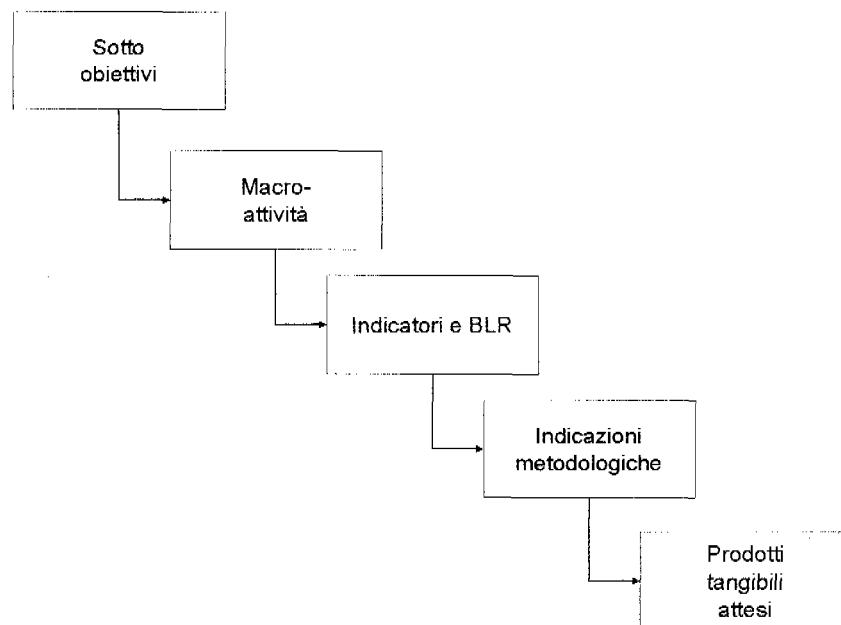 Sotto
obiettivi
Macro-
attività
Indicatori e BLR
Indicazioni
metodologiche
Prodotti
tangibili
attesi